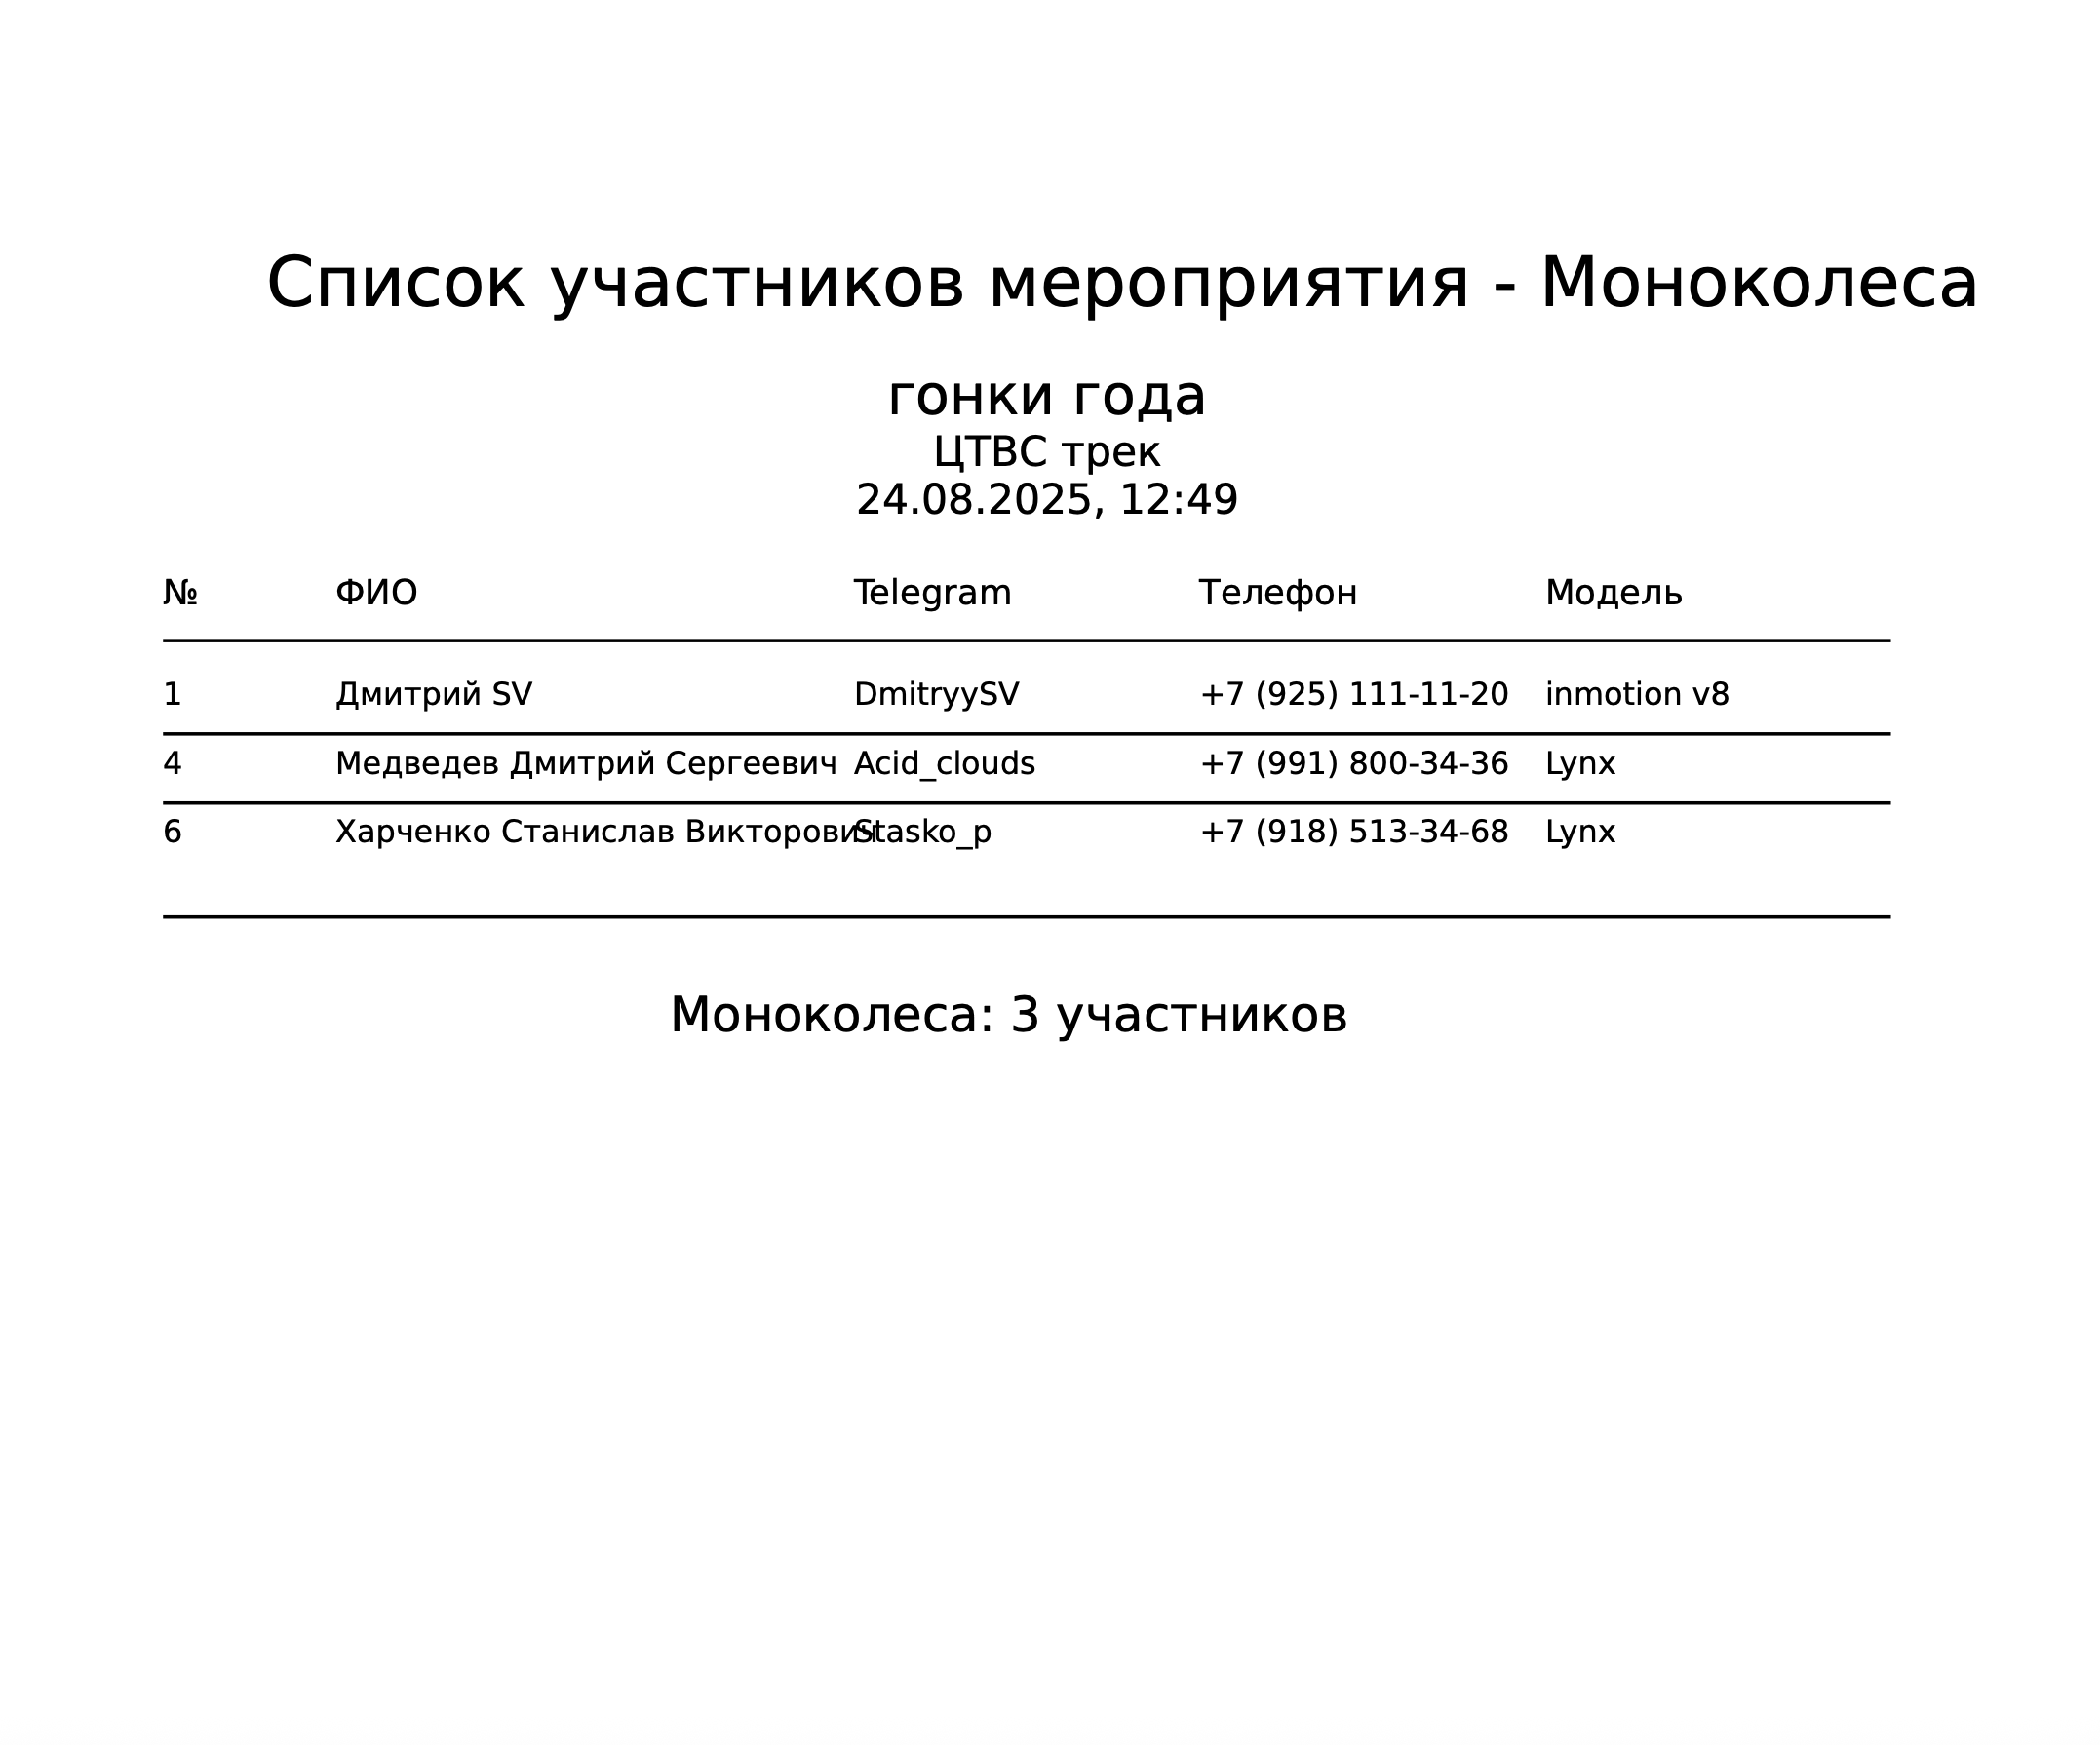 Список участников мероприятия - Моноколеса
гонки года
ЦТВС трек
24.08.2025, 12:49
№ ФИО Telegram Телефон Модель
1 Дмитрий SV DmitryySV +7 (925) 111-11-20 inmotion v8
4 Медведев Дмитрий Сергеевич Acid_clouds +7 (991) 800-34-36 Lynx
6 Харченко Станислав Викторович Stasko_p +7 (918) 513-34-68 Lynx
Моноколеса: 3 участников